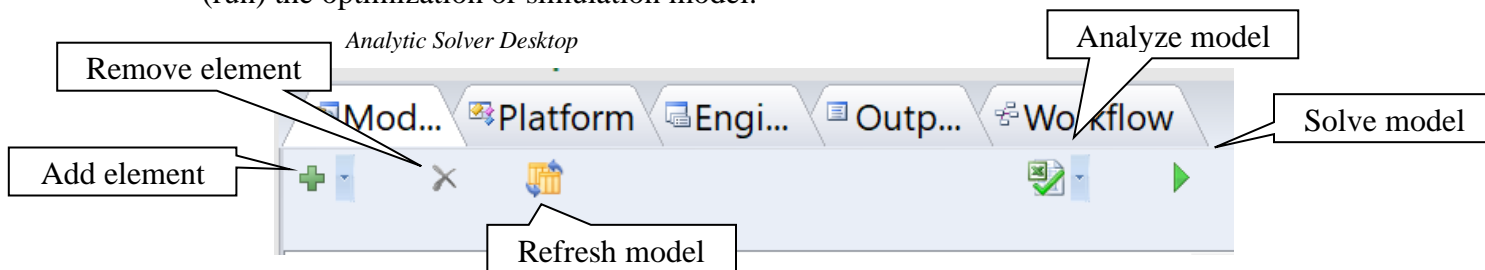 (run) the optimization or simulation model.
Analytic Solver Desktop
Analyze model
Remove element
Mod... Platform Engi... Outp... Workflow
Solve model
Add element
Refresh model